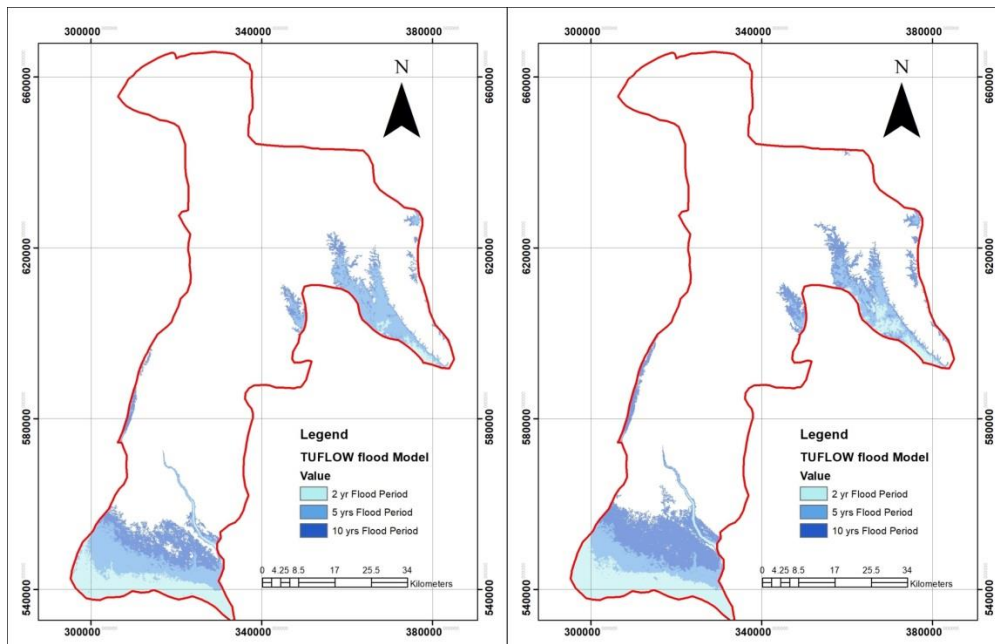 300000 340000 380000
660000 660000
N
620000 620000
580000 580000
Legend
TUFLOW flood Model
Value
2 yr Flood Period
5 yrs Flood Period
10 yrs Flood Period
0 4.25 8.5 17 25.5 34
Kilometers
540000 540000
300000 340000 380000
300000 340000 380000
660000 660000
N
620000 620000
580000 580000
Legend
TUFLOW flood Model
Value
2 yr Flood Period
5 yrs Flood Period
10 yrs Flood Period
0 4.25 8.5 17 25.5 34
Kilometers
540000 540000
300000 340000 380000